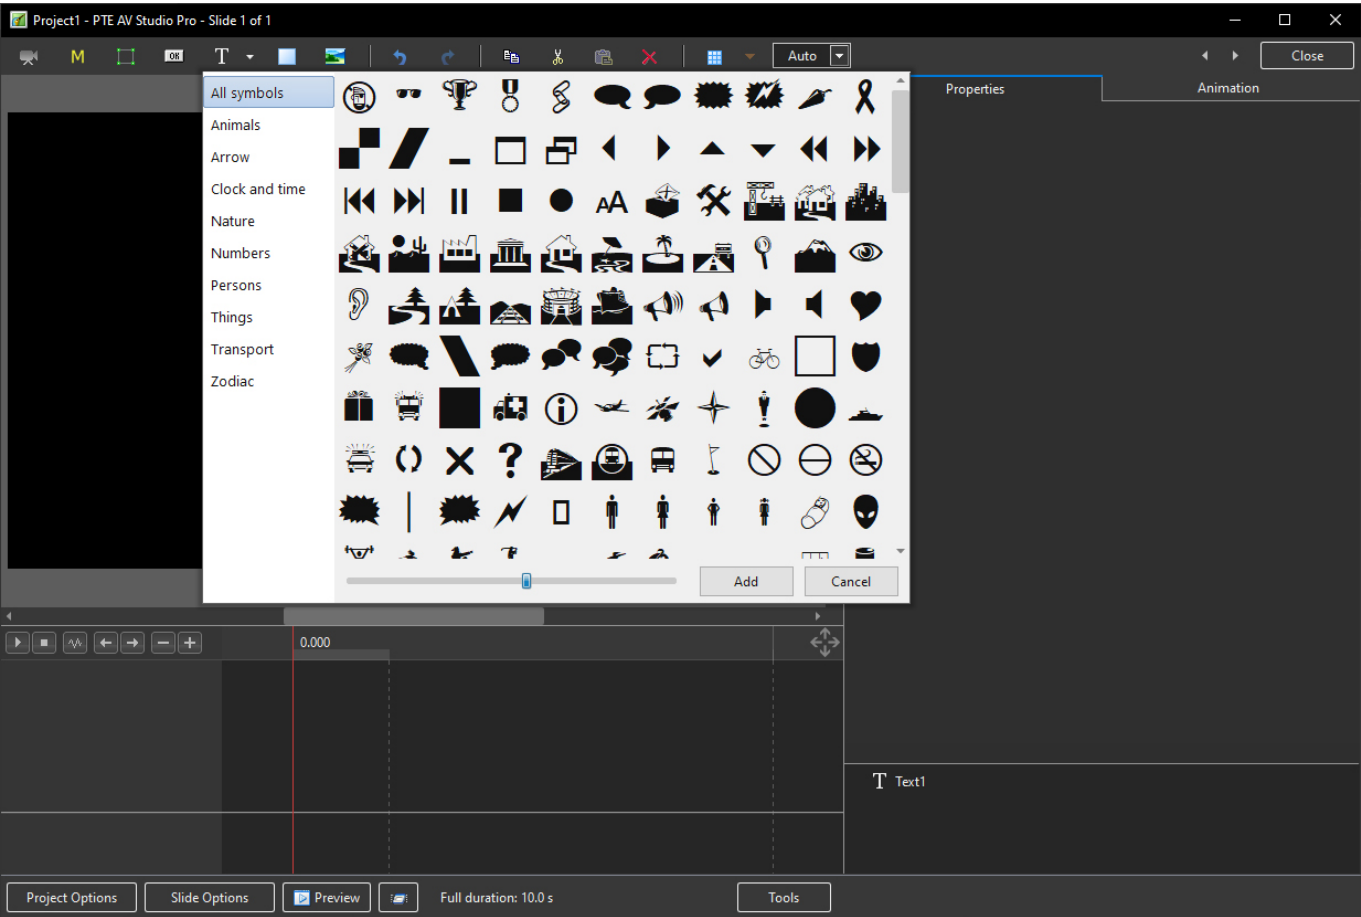 Project1 - PTE AV Studio Pro - Slide 1 of 1
M
OK
T
Auto
Close
All symbols
Animals
Arrow
Clock and time
Nature
Numbers
Persons
Things
Transport
Zodiac
AA
Add
Cancel
Properties
Animation
0.000
T Text1
Project Options
Slide Options
Preview
Full duration: 10.0 s
Tools